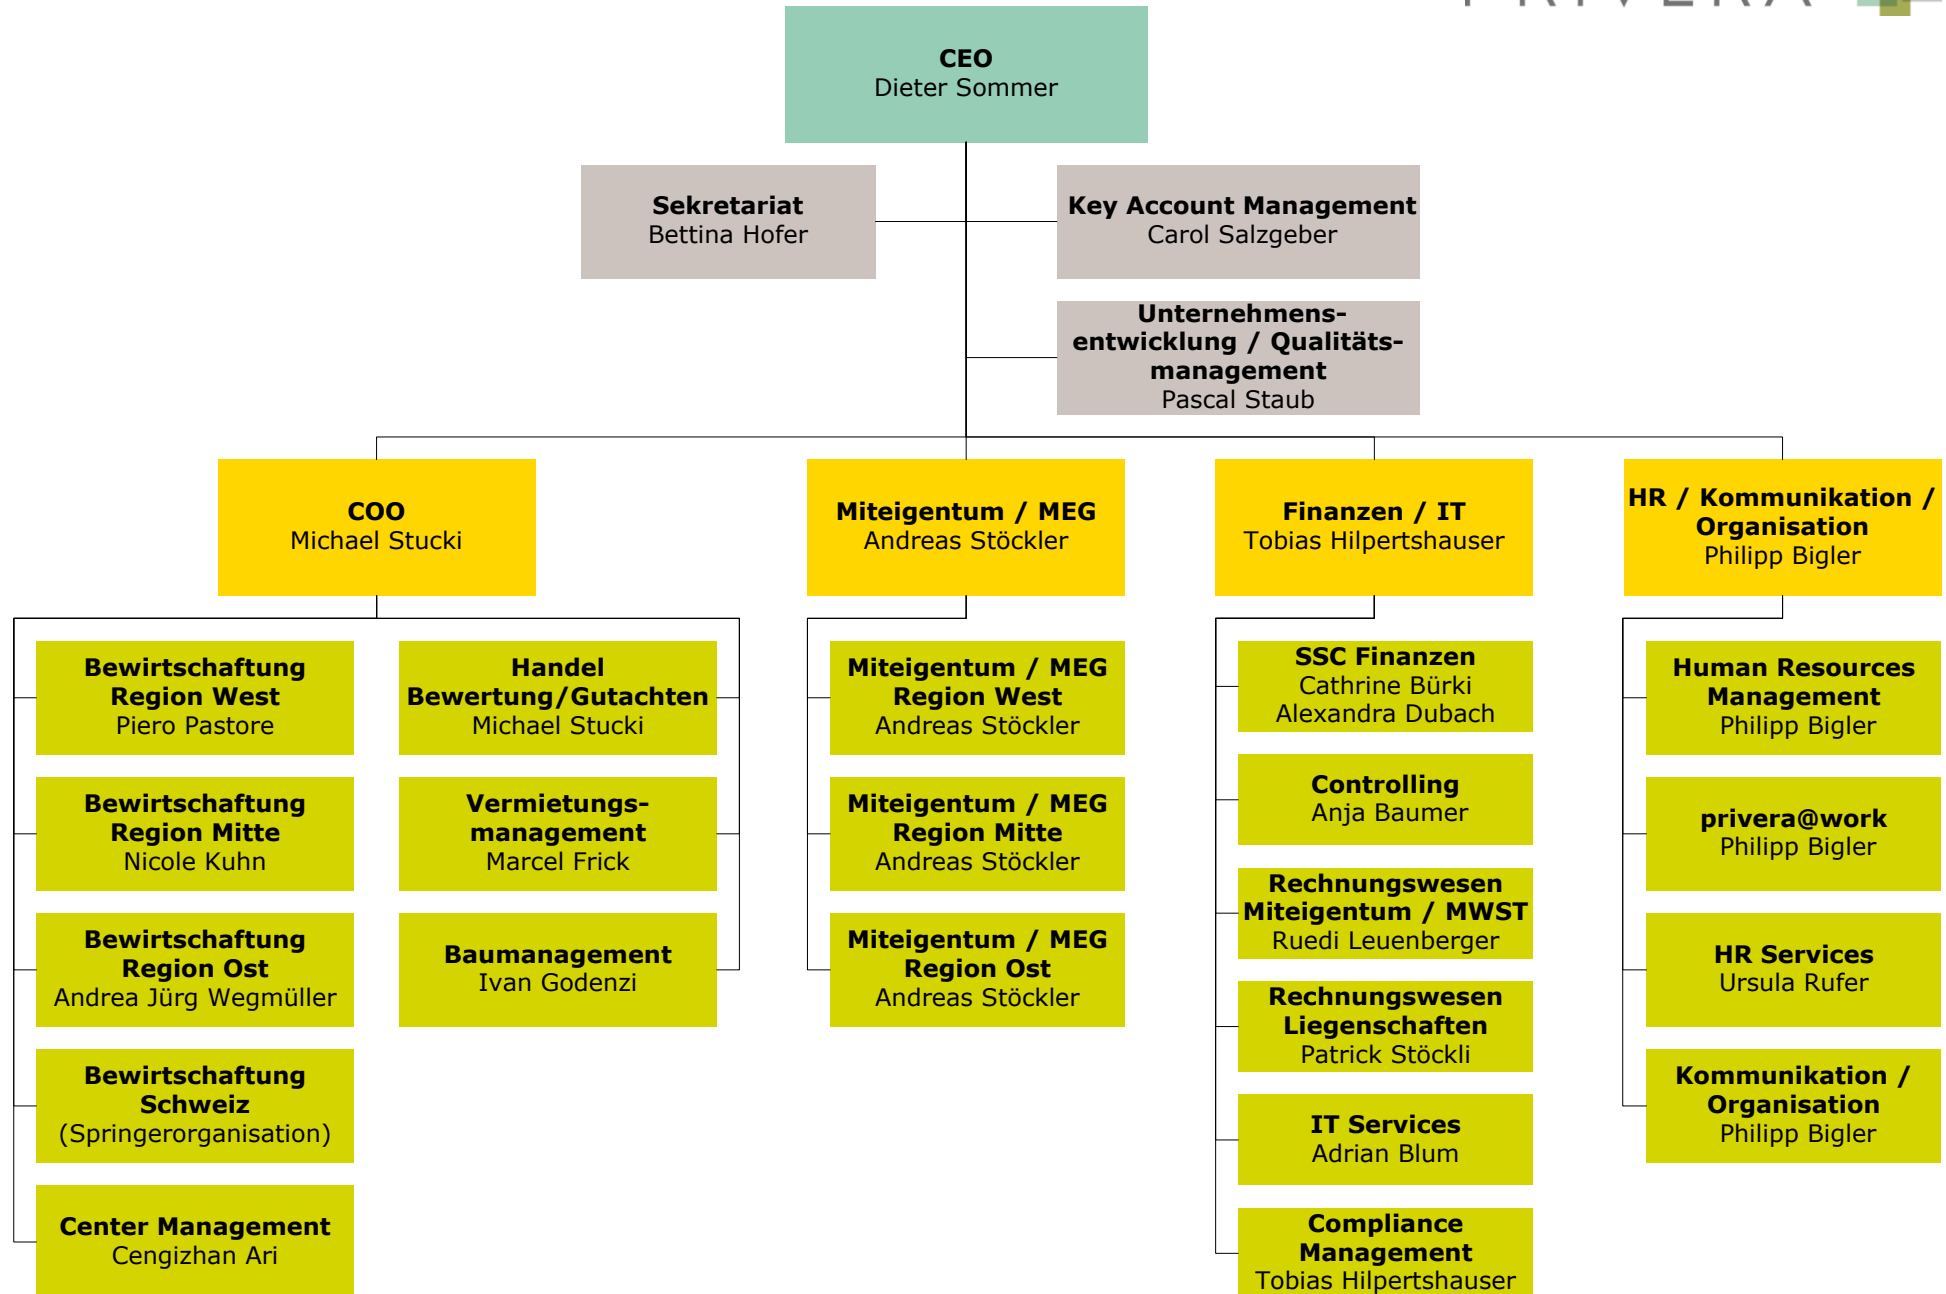 PRIVERA
CEO
Dieter Sommer
Sekretariat
Bettina Hofer
Key Account Management
Carol Salzgeber
Unternehmens-
entwicklung / Qualitäts-
management
Pascal Staub
COO
Michael Stucki
Miteigentum / MEG
Andreas Stöckler
Finanzen / IT
Tobias Hilpertshauser
HR / Kommunikation /
Organisation
Philipp Bigler
Bewirtschaftung
Region West
Piero Pastore
Bewirtschaftung
Region Mitte
Nicole Kuhn
Bewirtschaftung
Region Ost
Andrea Jürg Wegmüller
Bewirtschaftung
Schweiz
(Springerorganisation)
Center Management
Cengizhan Ari
Handel
Bewertung/Gutachten
Michael Stucki
Vermietungs-
management
Marcel Frick
Baumanagement
Ivan Godenzi
Miteigentum / MEG
Region West
Andreas Stöckler
Miteigentum / MEG
Region Mitte
Andreas Stöckler
Miteigentum / MEG
Region Ost
Andreas Stöckler
SSC Finanzen
Cathrine Bürki
Alexandra Dubach
Controlling
Anja Baumer
Rechnungswesen
Miteigentum / MWST
Ruedi Leuenberger
Rechnungswesen
Liegenschaften
Patrick Stöckli
IT Services
Adrian Blum
Compliance
Management
Tobias Hilpertshauser
Human Resources
Management
Philipp Bigler
privera@work
Philipp Bigler
HR Services
Ursula Rufer
Kommunikation /
Organisation
Philipp Bigler